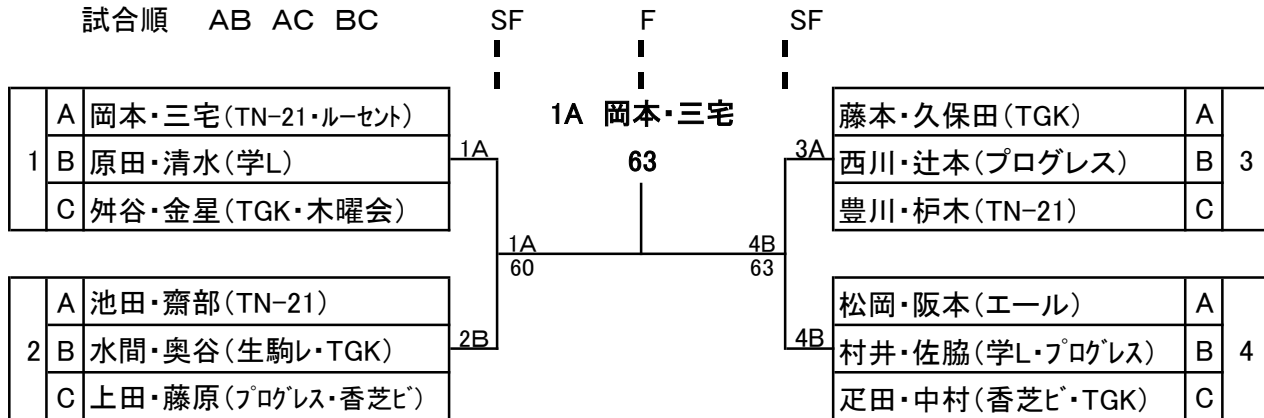 試合順 AB AC BC
SF F SF
1 A 岡本・三宅(TN-21・ルーセント)
B 原田・清水(学L)
C 舛谷・金星(TGK・木曜会)
1A
2 A 池田・齋部(TN-21)
B 水間・奥谷(生駒レ・TGK)
C 上田・藤原(プログレス・香芝ビ)
2B
1A
60
1A 岡本・三宅
63
4B
63
3A
藤本・久保田(TGK) A
西川・辻本(プログレス) B 3
豊川・枦木(TN-21) C
4B
松岡・阪本(エール) A
村井・佐脇(学L・プログレス) B 4
疋田・中村(香芝ビ・TGK) C